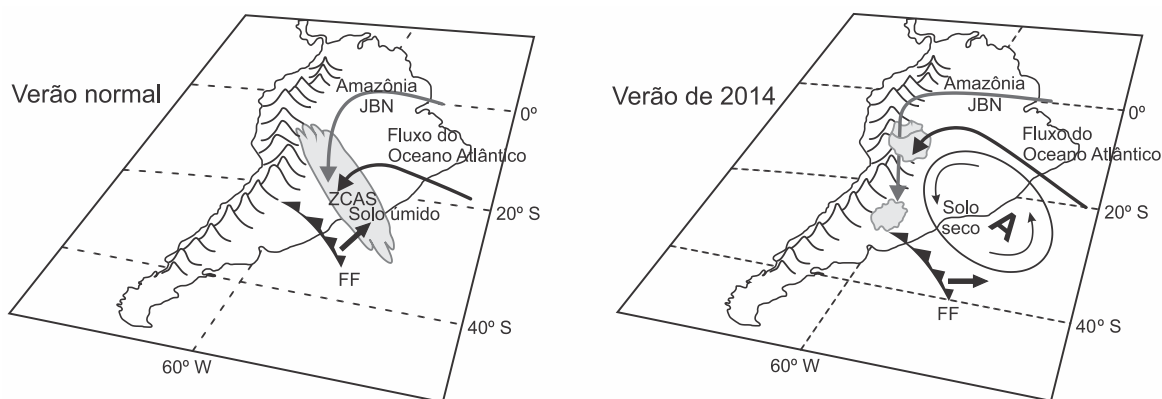 Verão normal
Amazônia
JBN
Fluxo do
Oceano Atlântico
ZCAS
Solo úmido
FF
0º
20º S
40º S
60º W
Verão de 2014
Amazônia
JBN
Fluxo do
Oceano Atlântico
Solo
seco
A
FF
0º
20º S
40º S
60º W